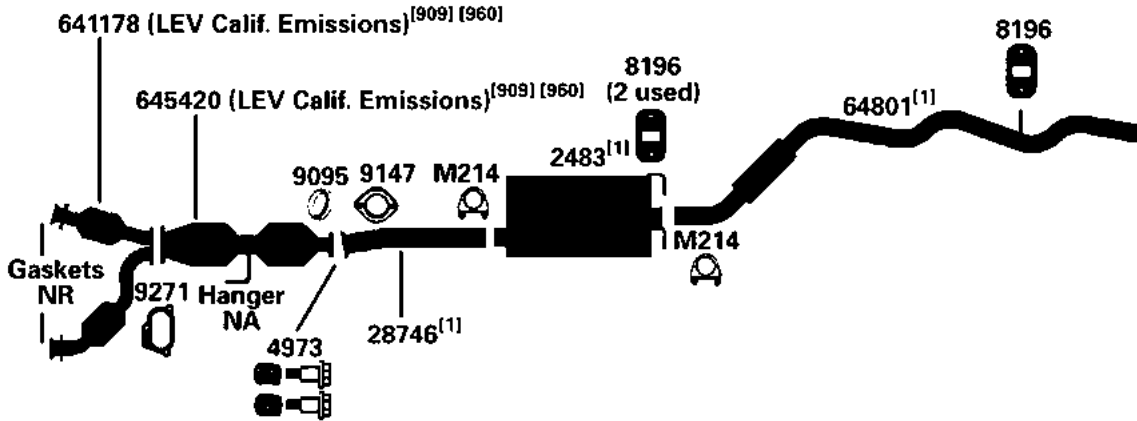 641178 (LEV Calif. Emissions)[909] [960]
8196
8196
(2 used)
645420 (LEV Calif. Emissions)[909] [960]
64801[1]
2483[1]
9095
9147
M214
M214
Gaskets
NR
9271
Hanger
NA
28746[1]
4973